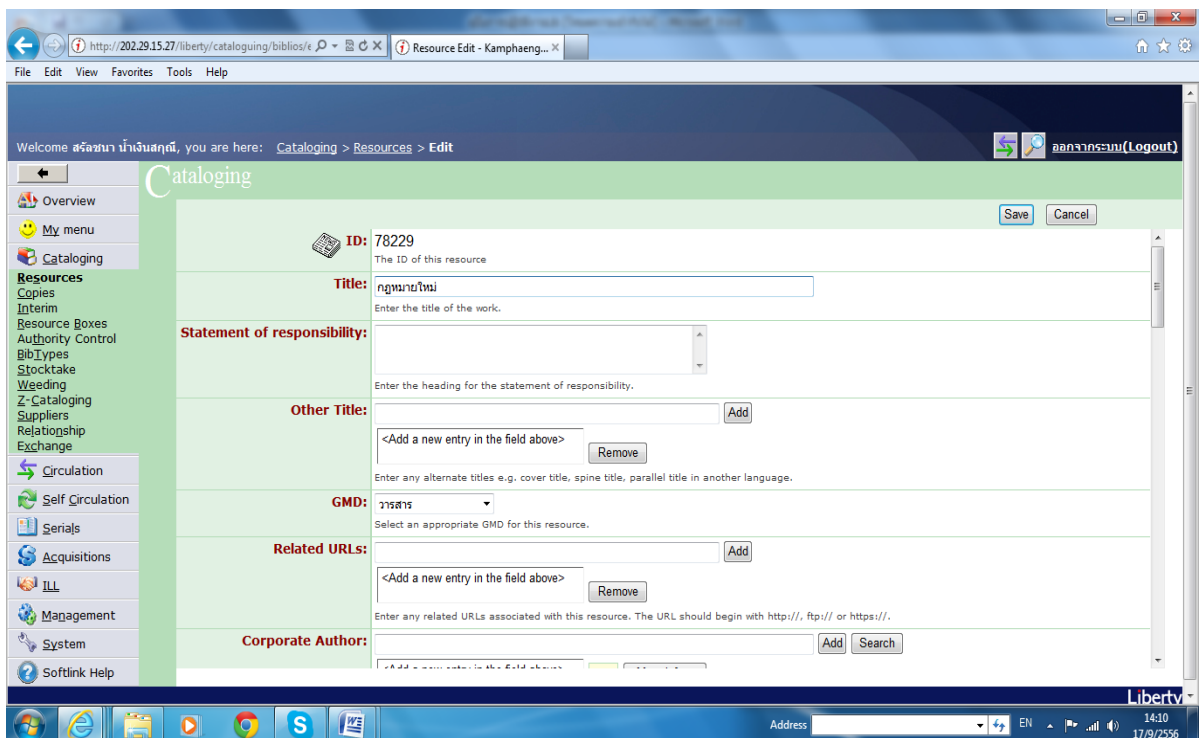 http://202.29.15.27/liberty/cataloguing/biblios/e
Resource Edit - Kamphaeng...
File Edit View Favorites Tools Help
Welcome สรัลชนา น้ำเงินสกุณี, you are here: Cataloging > Resources > Edit
ออกจากระบบ(Logout)
Cataloging
Overview
My menu
Cataloging
Resources
Copies
Interim
Resource Boxes
Authority Control
BibTypes
Stocktake
Weeding
Z-Cataloging
Suppliers
Relationship
Exchange
Circulation
Self Circulation
Serials
Acquisitions
ILL
Management
System
Softlink Help
Save Cancel
ID: 78229
The ID of this resource
Title: กฎหมายใหม่
Enter the title of the work.
Statement of responsibility:
Enter the heading for the statement of responsibility.
Other Title: Add
<Add a new entry in the field above> Remove
Enter any alternate titles e.g. cover title, spine title, parallel title in another language.
GMD: วารสาร
Select an appropriate GMD for this resource.
Related URLs: Add
<Add a new entry in the field above> Remove
Enter any related URLs associated with this resource. The URL should begin with http://, ftp:// or https://.
Corporate Author: Add Search
<Add a new entry in the field above>
Liberty
Address
EN
14:10
17/9/2556